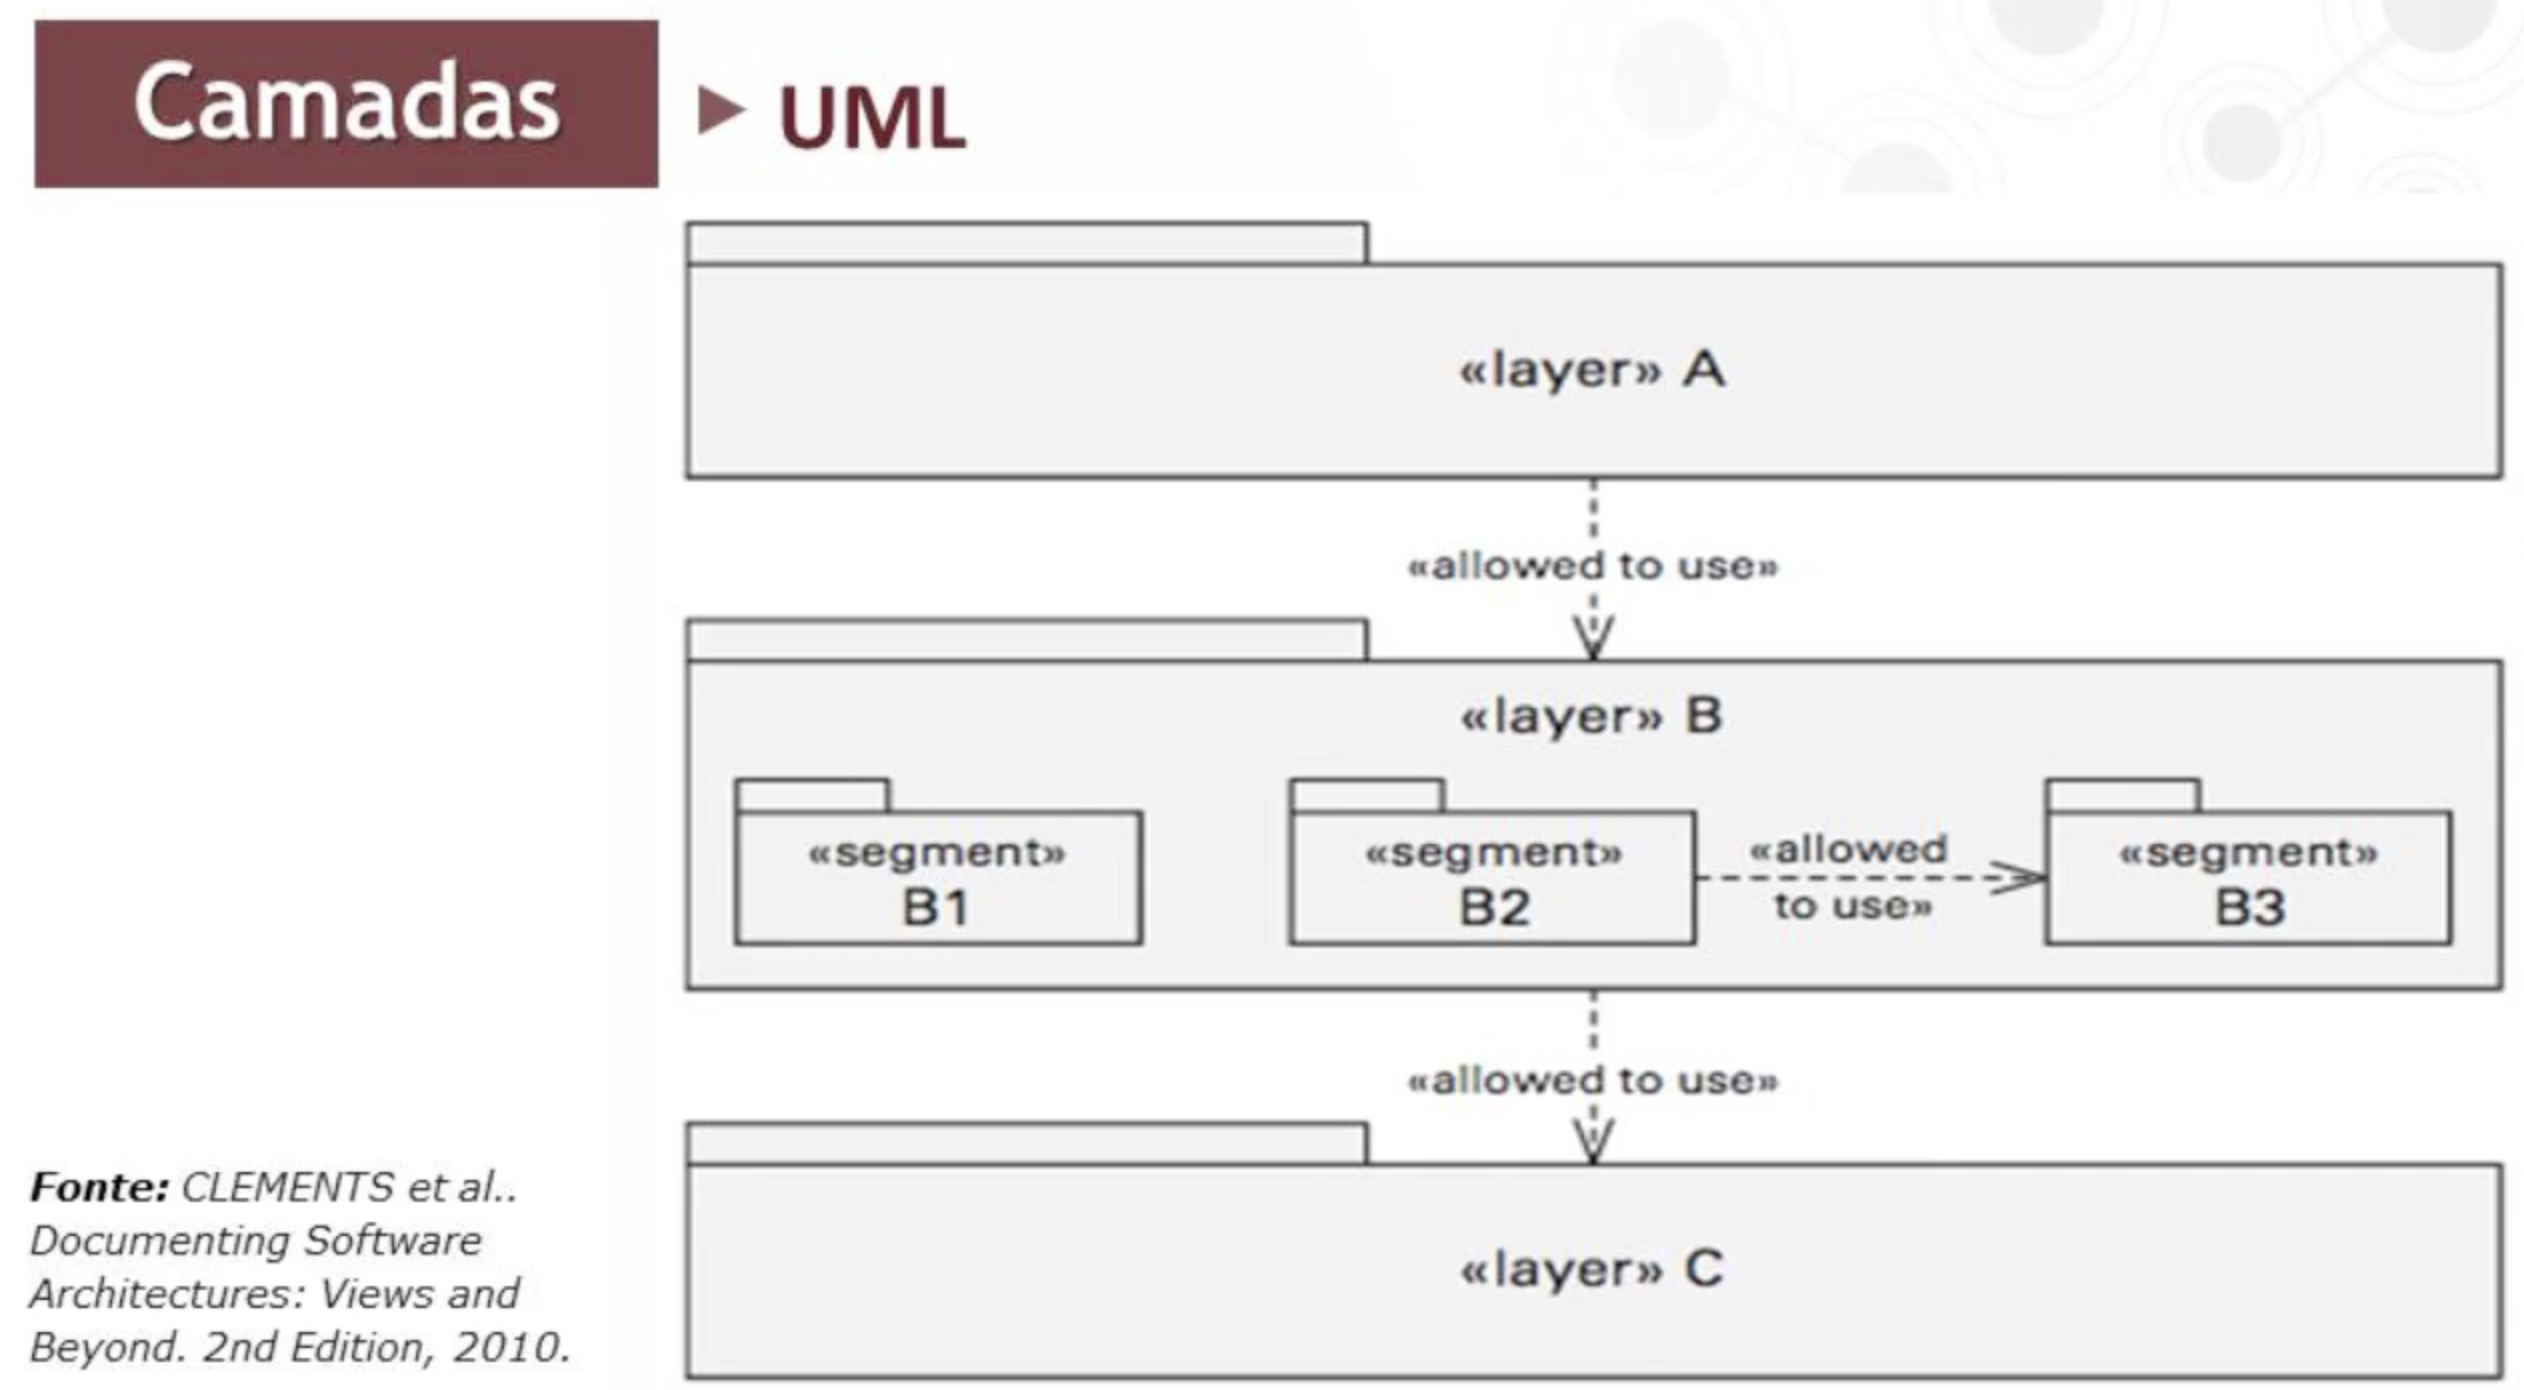 Camadas
UML
«layer» A
«allowed to use»
«layer» B
«segment»
B1
«segment»
B2
«allowed
to use»
«segment»
B3
«allowed to use»
«layer» C
Fonte: CLEMENTS et al..
Documenting Software
Architectures: Views and
Beyond. 2nd Edition, 2010.